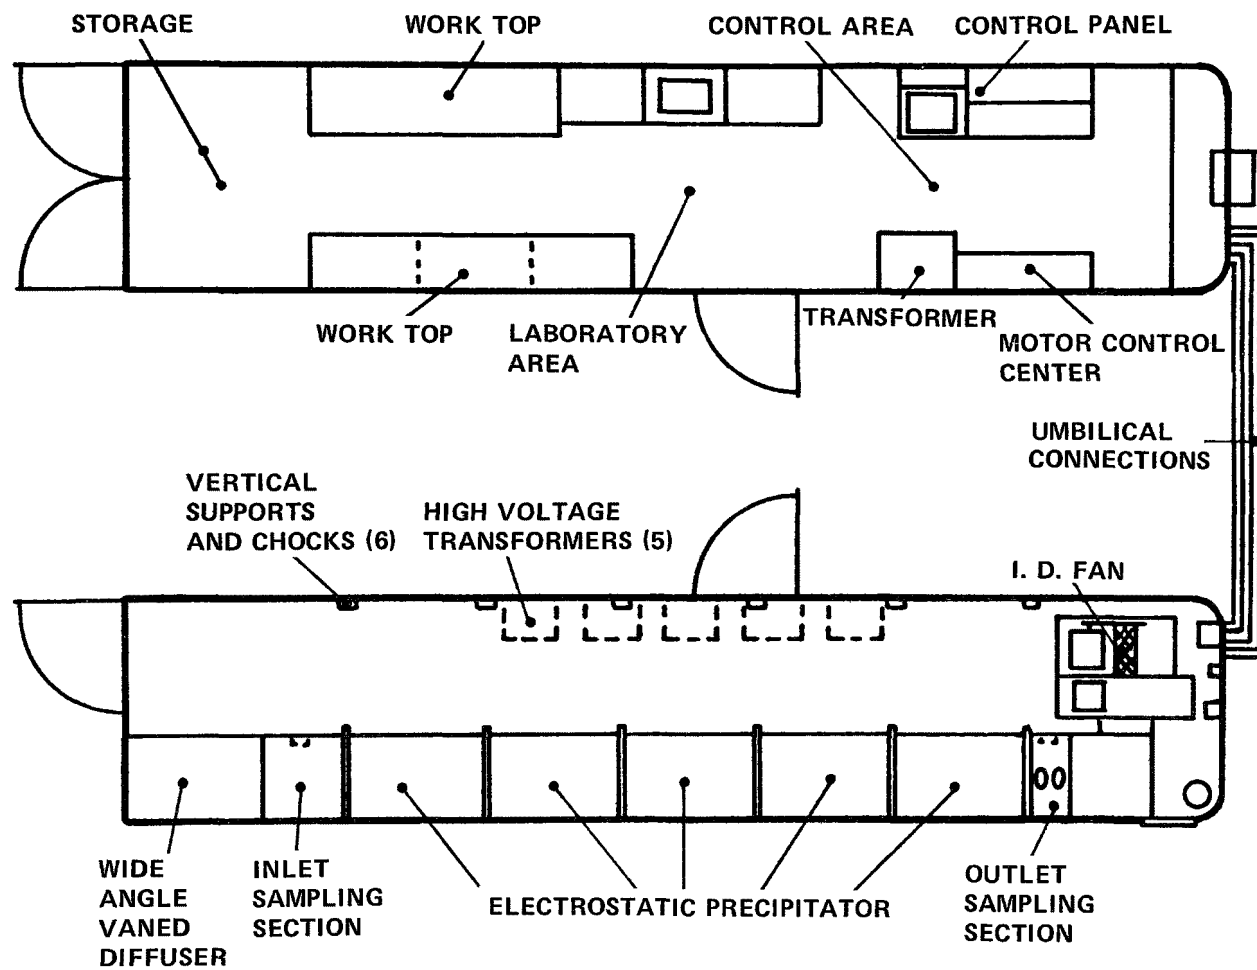 STORAGE
WORK TOP
CONTROL AREA
CONTROL PANEL
WORK TOP
LABORATORY
AREA
TRANSFORMER
MOTOR CONTROL
CENTER
UMBILICAL
CONNECTIONS
VERTICAL
SUPPORTS
AND CHOCKS (6)
HIGH VOLTAGE
TRANSFORMERS (5)
I. D. FAN
WIDE
ANGLE
VANED
DIFFUSER
INLET
SAMPLING
SECTION
ELECTROSTATIC PRECIPITATOR
OUTLET
SAMPLING
SECTION